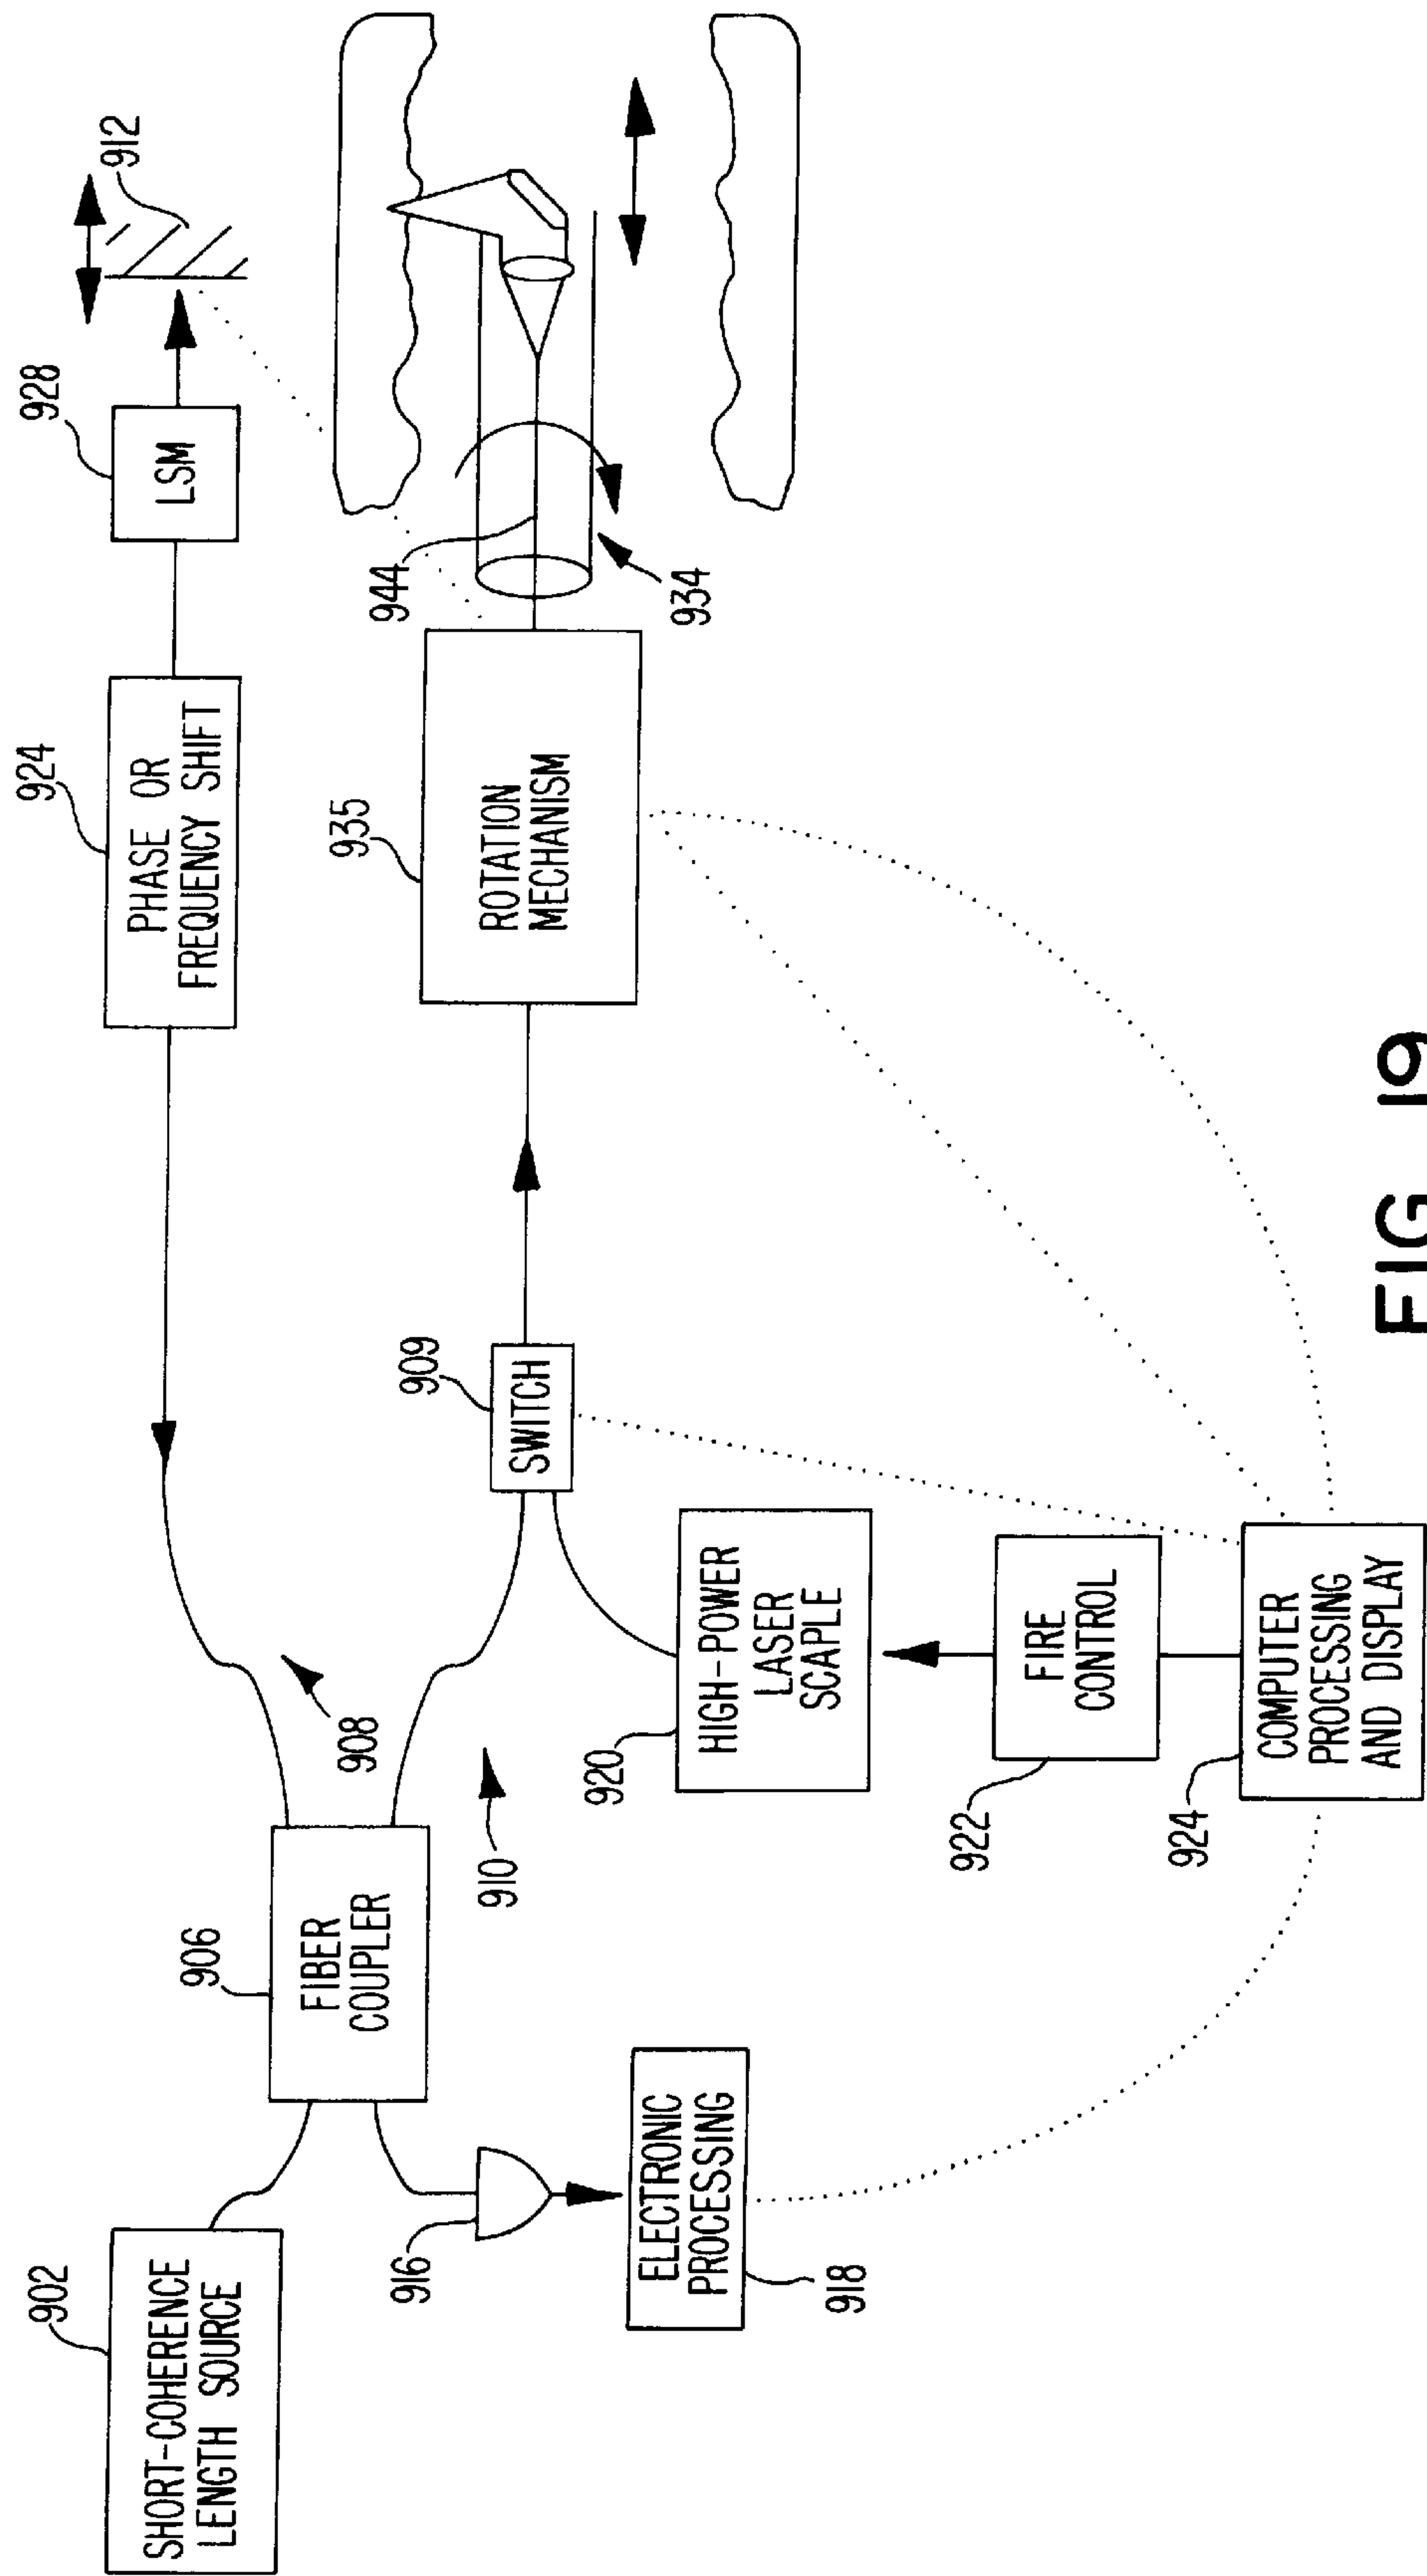 902
SHORT-COHERENCE
LENGTH SOURCE
906
FIBER
COUPLER
916
ELECTRONIC
PROCESSING
918
908
910
924
PHASE OR
FREQUENCY SHIFT
928
LSM
912
909
SWITCH
935
ROTATION
MECHANISM
944
934
920
HIGH-POWER
LASER
SCAPLE
922
FIRE
CONTROL
924
COMPUTER
PROCESSING
AND DISPLAY
FIG 19